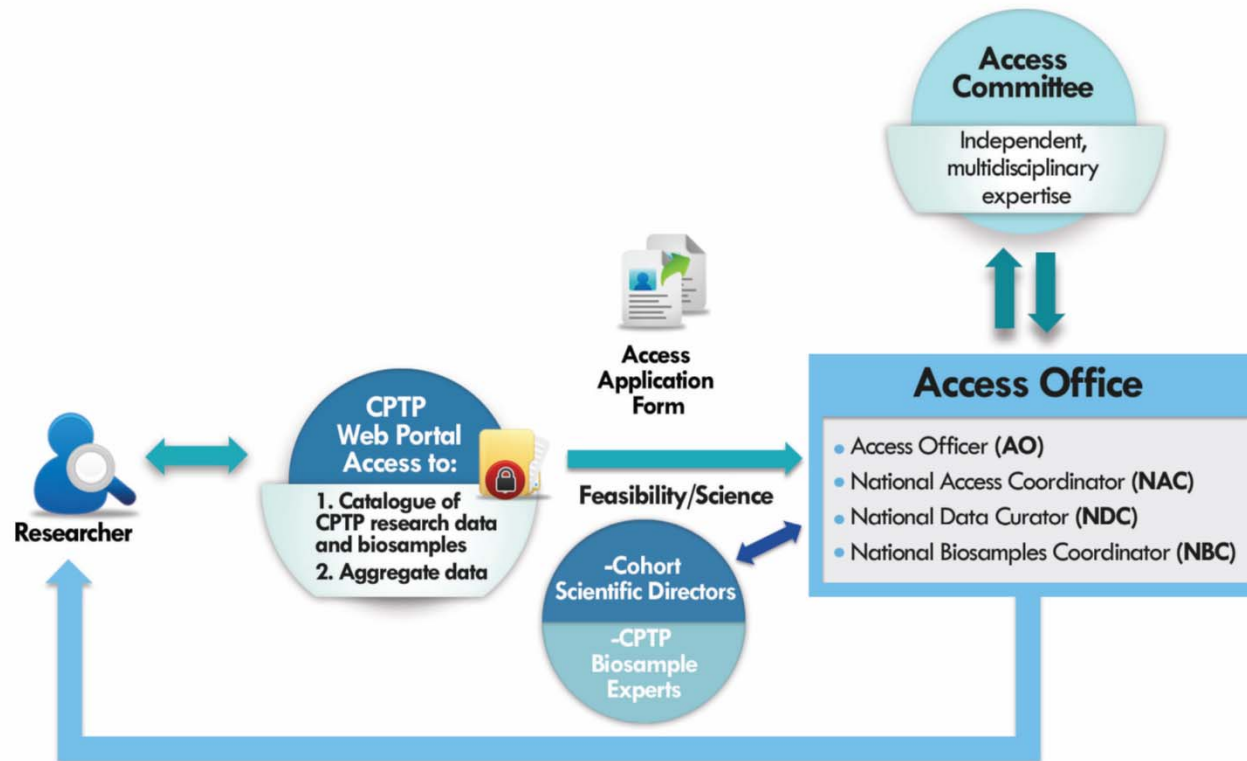 Access
Committee
Independent,
multidisciplinary
expertise
Access
Application
Form
Access Office
• Access Officer (AO)
• National Access Coordinator (NAC)
• National Data Curator (NDC)
• National Biosamples Coordinator (NBC)
CPTP
Web Portal
Access to:
1. Catalogue of
CPTP research data
and biosamples
2. Aggregate data
Researcher
Feasibility/Science
-Cohort
Scientific Directors
-CPTP
Biosample
Experts